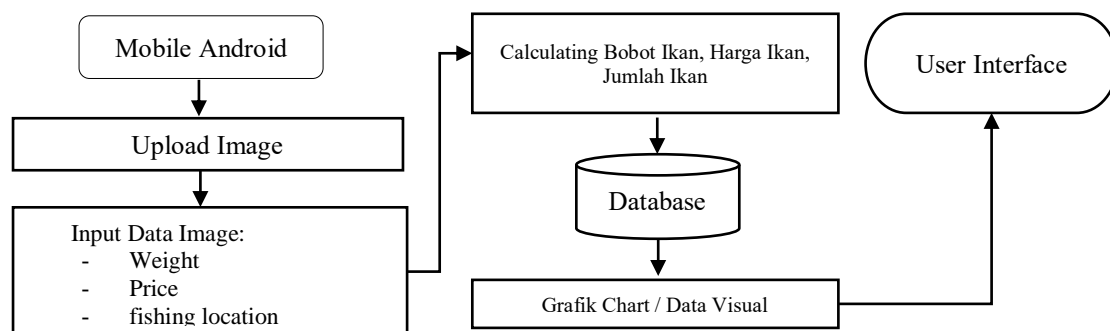 Mobile Android
Upload Image
Input Data Image:
- Weight
- Price
- fishing location
Calculating Bobot Ikan, Harga Ikan,
Jumlah Ikan
Database
Grafik Chart / Data Visual
User Interface